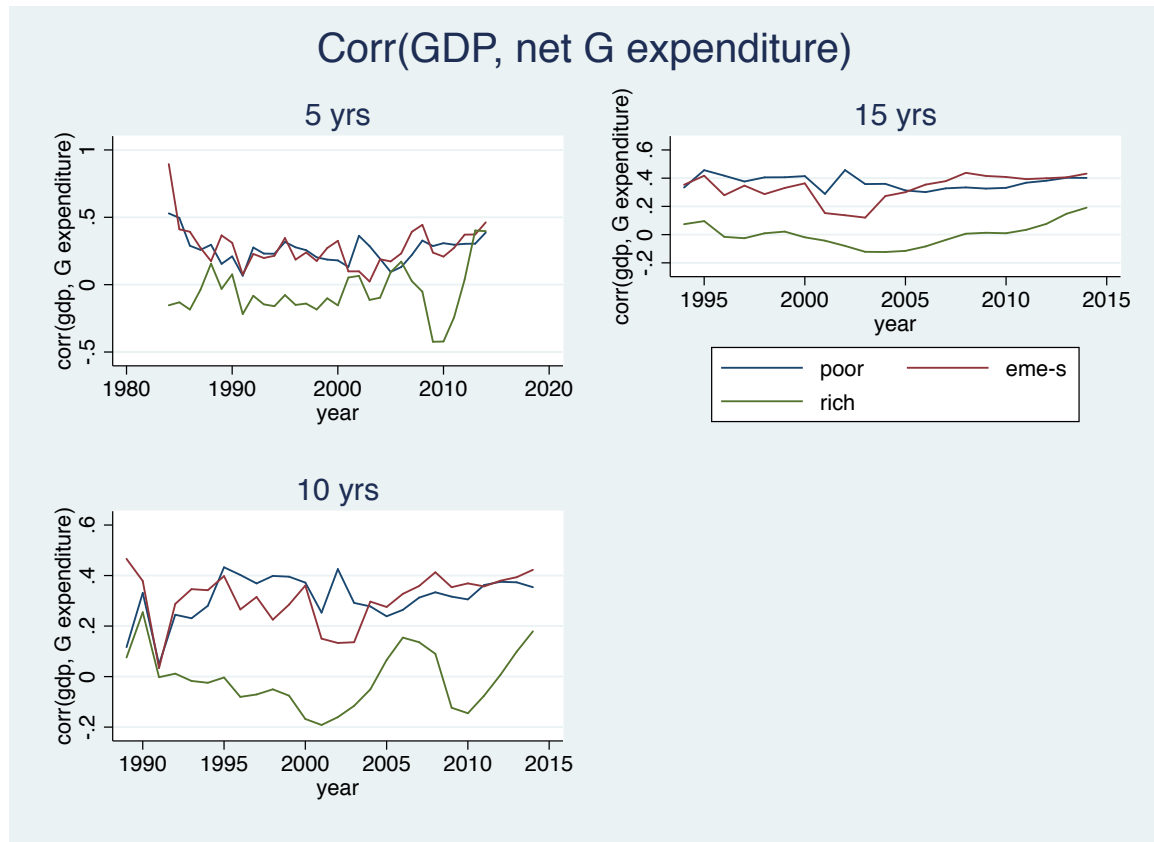 Corr(GDP, net G expenditure)
5 yrs
corr(gdp, G expenditure)
-.5 0 .5 1
1980 1990 2000 2010 2020
year
15 yrs
corr(gdp, G expenditure)
-.2 0 .2 .4 .6
1995 2000 2005 2010 2015
year
poor eme-s
rich
10 yrs
corr(gdp, G expenditure)
-.2 0 .2 .4 .6
1990 1995 2000 2005 2010 2015
year